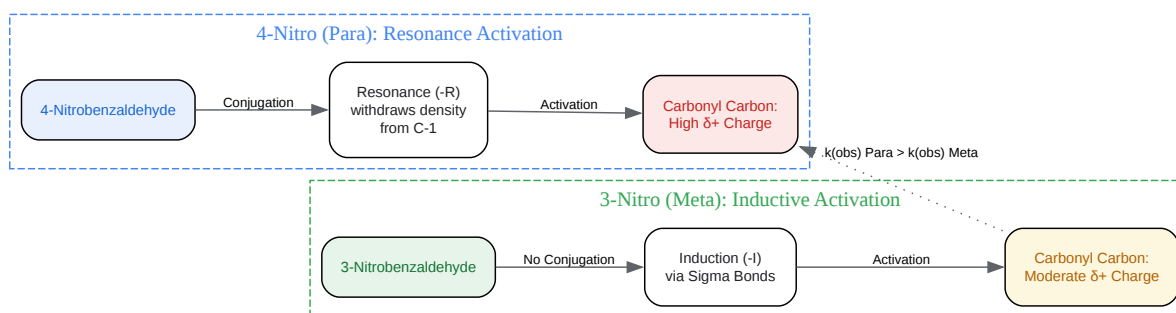 4-Nitro (Para): Resonance Activation
4-Nitrobenzaldehyde
Conjugation
Resonance (-R)
withdraws density
from C-1
Activation
Carbonyl Carbon:
High δ+ Charge
k(obs) Para > k(obs) Meta
3-Nitro (Meta): Inductive Activation
3-Nitrobenzaldehyde
No Conjugation
Induction (-I)
via Sigma Bonds
Activation
Carbonyl Carbon:
Moderate δ+ Charge